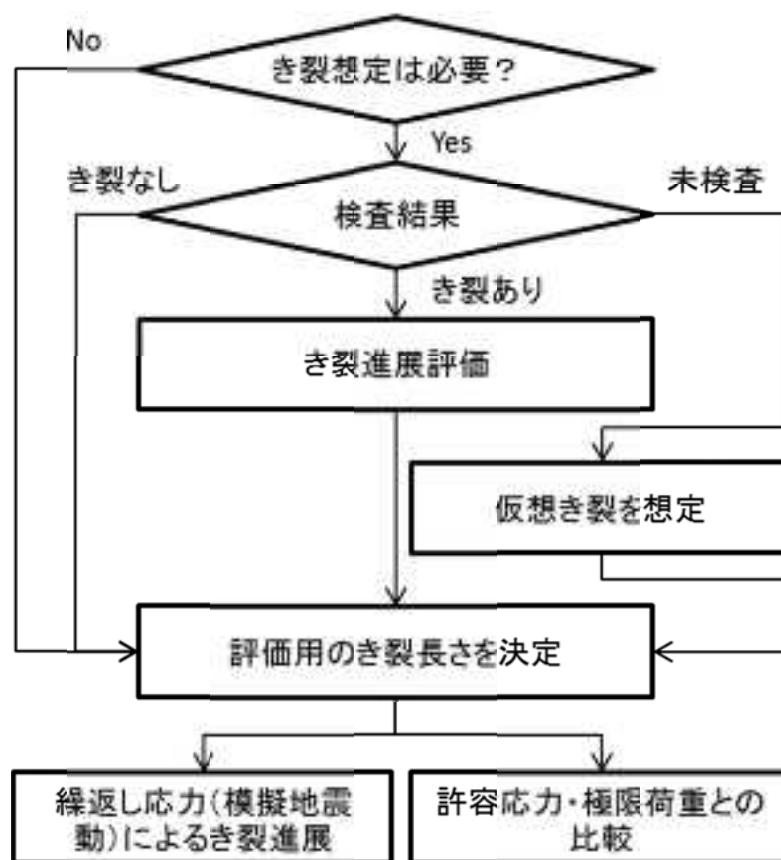 No
き裂想定は必要？
Yes
き裂なし
未検査
検査結果
き裂あり
き裂進展評価
仮想き裂を想定
評価用のき裂長さを決定
繰返し応力（模擬地震
動）によるき裂進展
許容応力・極限荷重との
比較